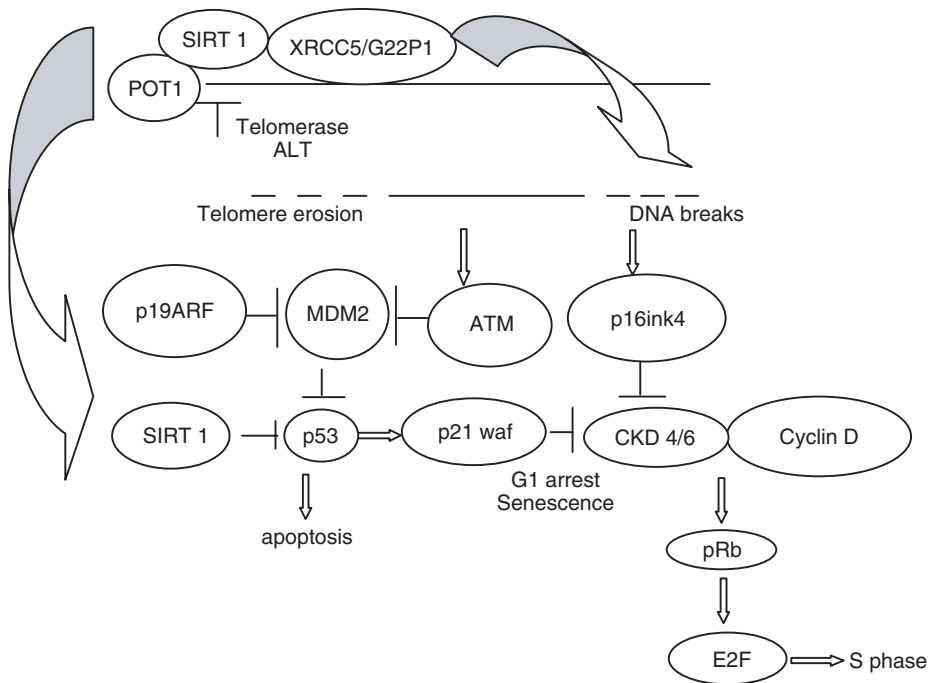 SIRT 1
XRCC5/G22P1
POT1
Telomerase
ALT
Telomere erosion
DNA breaks
p19ARF
MDM2
ATM
p16ink4
SIRT 1
p53
p21 waf
CKD 4/6
Cyclin D
G1 arrest
Senescence
apoptosis
pRb
E2F
S phase